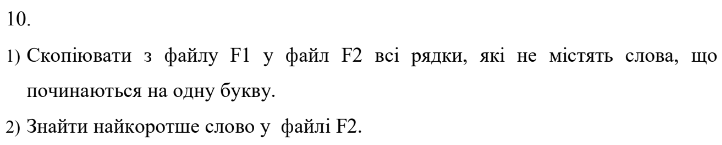 10.
1) Скопіювати з файлу F1 у файл F2 всі рядки, які не містять слова, що
починаються на одну букву.
2) Знайти найкоротше слово у файлі F2.